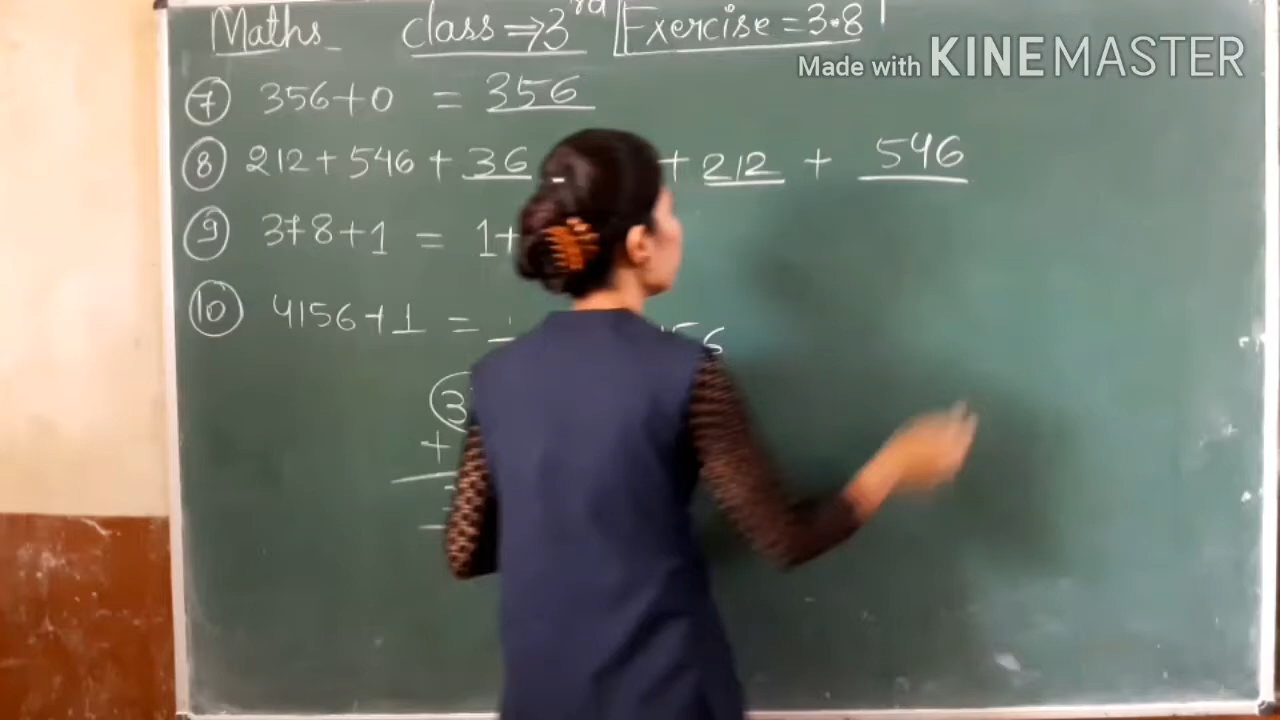 Maths class ⇒ 3rd Exercise = 3.8
Made with KINEMASTER
7 356 + 0 = 356
8 212 + 546 + 36 + 212 + 546
9 378 + 1 = 1 +
10 4156 + 1 =
3
+